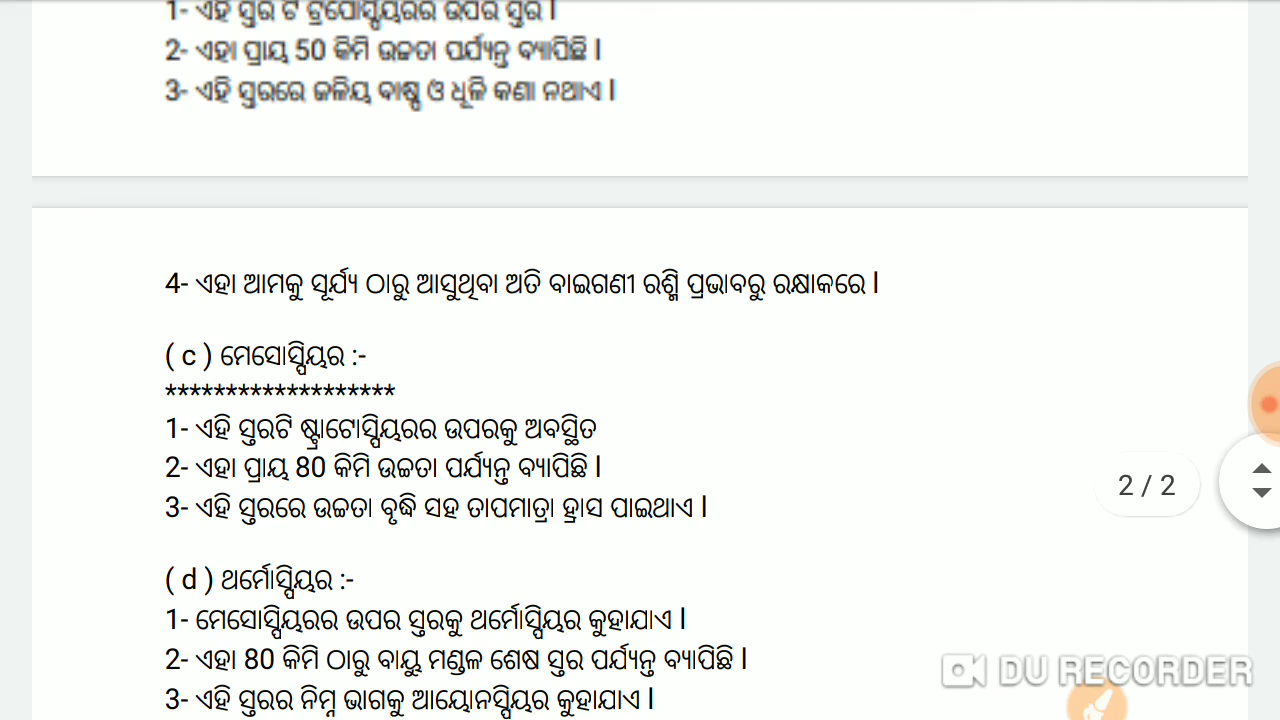 1- ଏହି ସ୍ତର ଟି ଟ୍ରପୋସ୍ପିୟରର ଉପର ସ୍ତର l
2- ଏହା ପ୍ରାୟ 50 କିମି ଉଚ୍ଚତା ପର୍ଯ୍ୟନ୍ତ ବ୍ୟାପିଛି l
3- ଏହି ସ୍ତରରେ ଜଳିୟ ବାଷ୍ପ ଓ ଧୂଳି କଣା ନଥାଏ l
4- ଏହା ଆମକୁ ସୂର୍ଯ୍ୟ ଠାରୁ ଆସୁଥିବା ଅତି ବାଇଗଣୀ ରଶ୍ମି ପ୍ରଭାବରୁ ରକ୍ଷାକରେ l
( c ) ମେସୋସ୍ପିୟର :-
*******************
1- ଏହି ସ୍ତରଟି ଷ୍ଟ୍ରାଟୋସ୍ପିୟରର ଉପରକୁ ଅବସ୍ଥିତ
2- ଏହା ପ୍ରାୟ 80 କିମି ଉଚ୍ଚତା ପର୍ଯ୍ୟନ୍ତ ବ୍ୟାପିଛି l
3- ଏହି ସ୍ତରରେ ଉଚ୍ଚତା ବୃଦ୍ଧି ସହ ତାପମାତ୍ରା ହ୍ରାସ ପାଇଥାଏ l
2 / 2
( d ) ଥର୍ମୋସ୍ପିୟର :-
1- ମେସୋସ୍ପିୟରର ଉପର ସ୍ତରକୁ ଥର୍ମୋସ୍ପିୟର କୁହାଯାଏ l
2- ଏହା 80 କିମି ଠାରୁ ବାୟୁ ମଣ୍ଡଳ ଶେଷ ସ୍ତର ପର୍ଯ୍ୟନ୍ତ ବ୍ୟାପିଛି l
3- ଏହି ସ୍ତରର ନିମ୍ନ ଭାଗକୁ ଆୟୋନସ୍ପିୟର କୁହାଯାଏ l
DU RECORDER